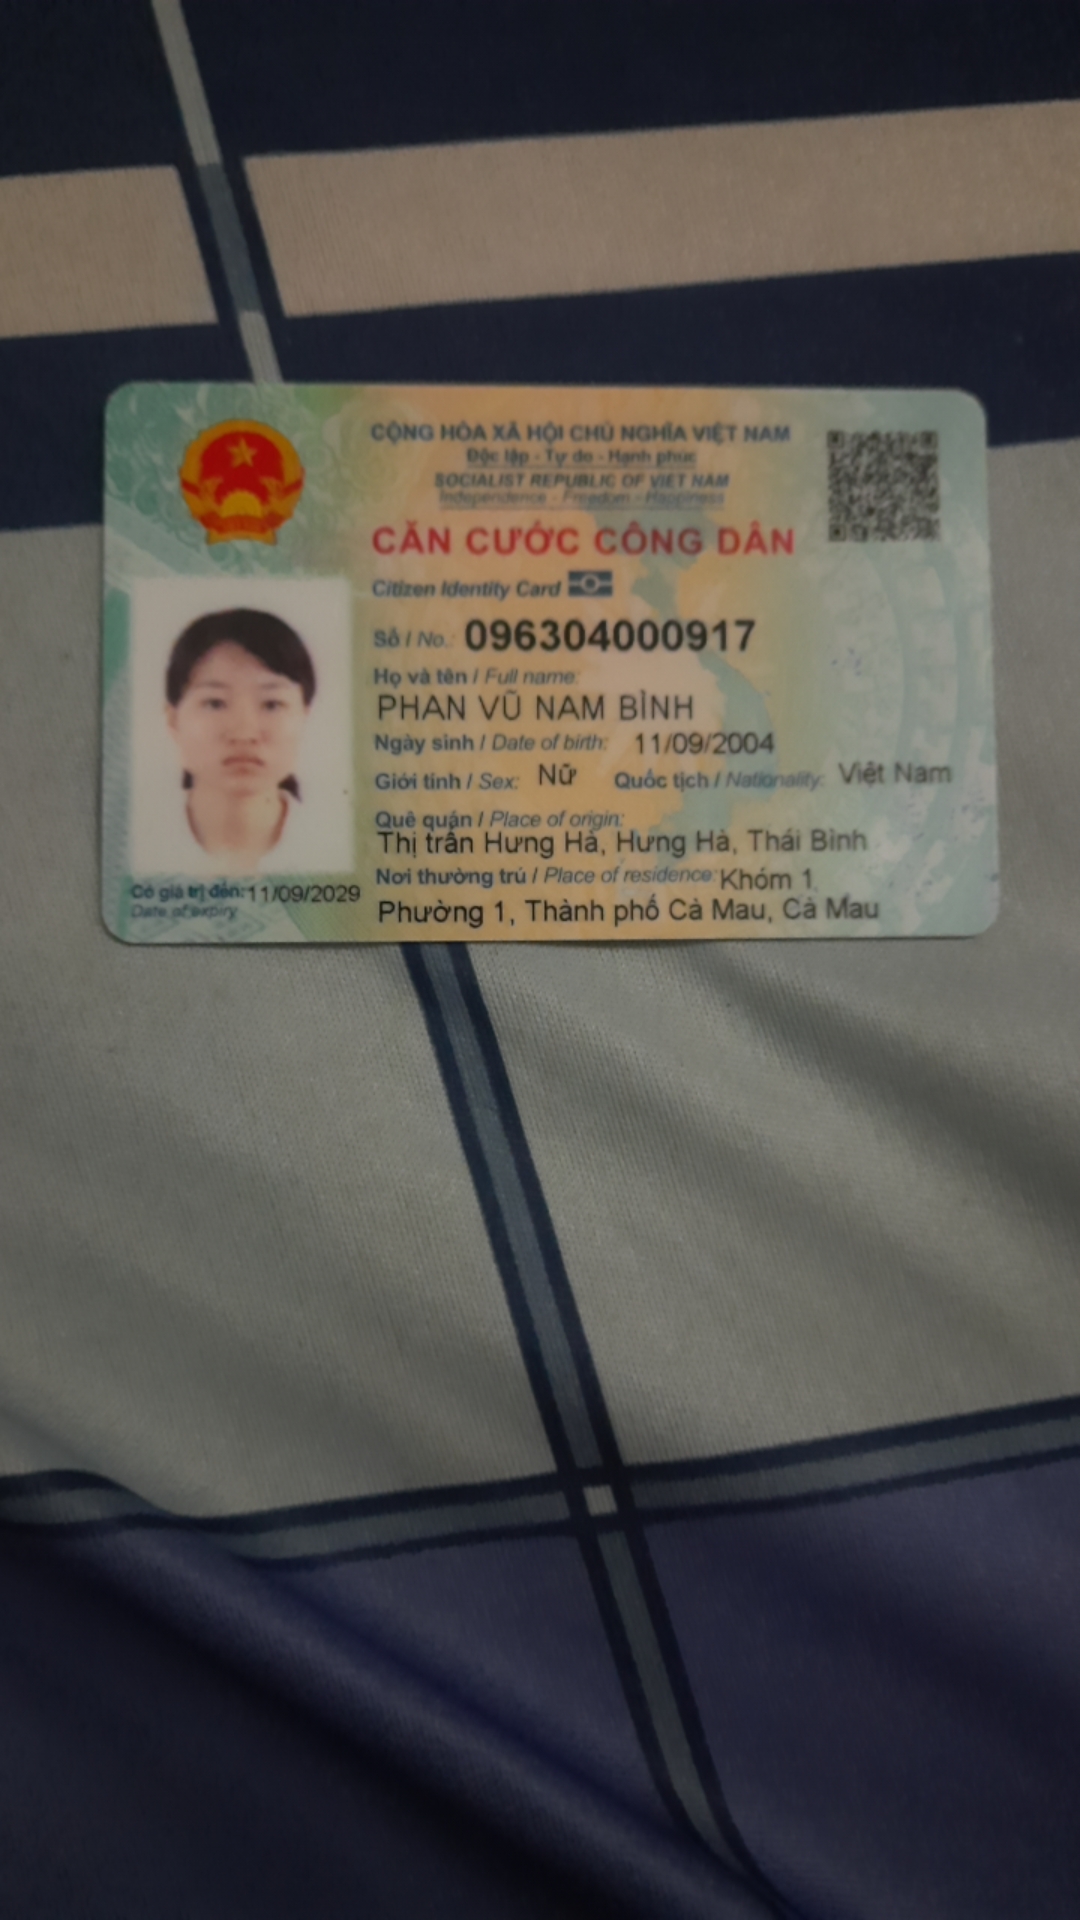 CỘNG HÒA XÃ HỘI CHỦ NGHĨA VIỆT NAM
Độc lập - Tự do - Hạnh phúc
SOCIALIST REPUBLIC OF VIET NAM
Independence - Freedom - Happiness
CĂN CƯỚC CÔNG DÂN
Citizen Identity Card
Số / No.: 096304000917
Họ và tên / Full name:
PHAN VŨ NAM BÌNH
Ngày sinh / Date of birth: 11/09/2004
Giới tính / Sex: Nữ Quốc tịch / Nationality: Việt Nam
Quê quán / Place of origin:
Thị trấn Hưng Hà, Hưng Hà, Thái Bình
Nơi thường trú / Place of residence: Khóm 1
Phường 1, Thành phố Cà Mau, Cà Mau
Có giá trị đến: 11/09/2029
Date of expiry